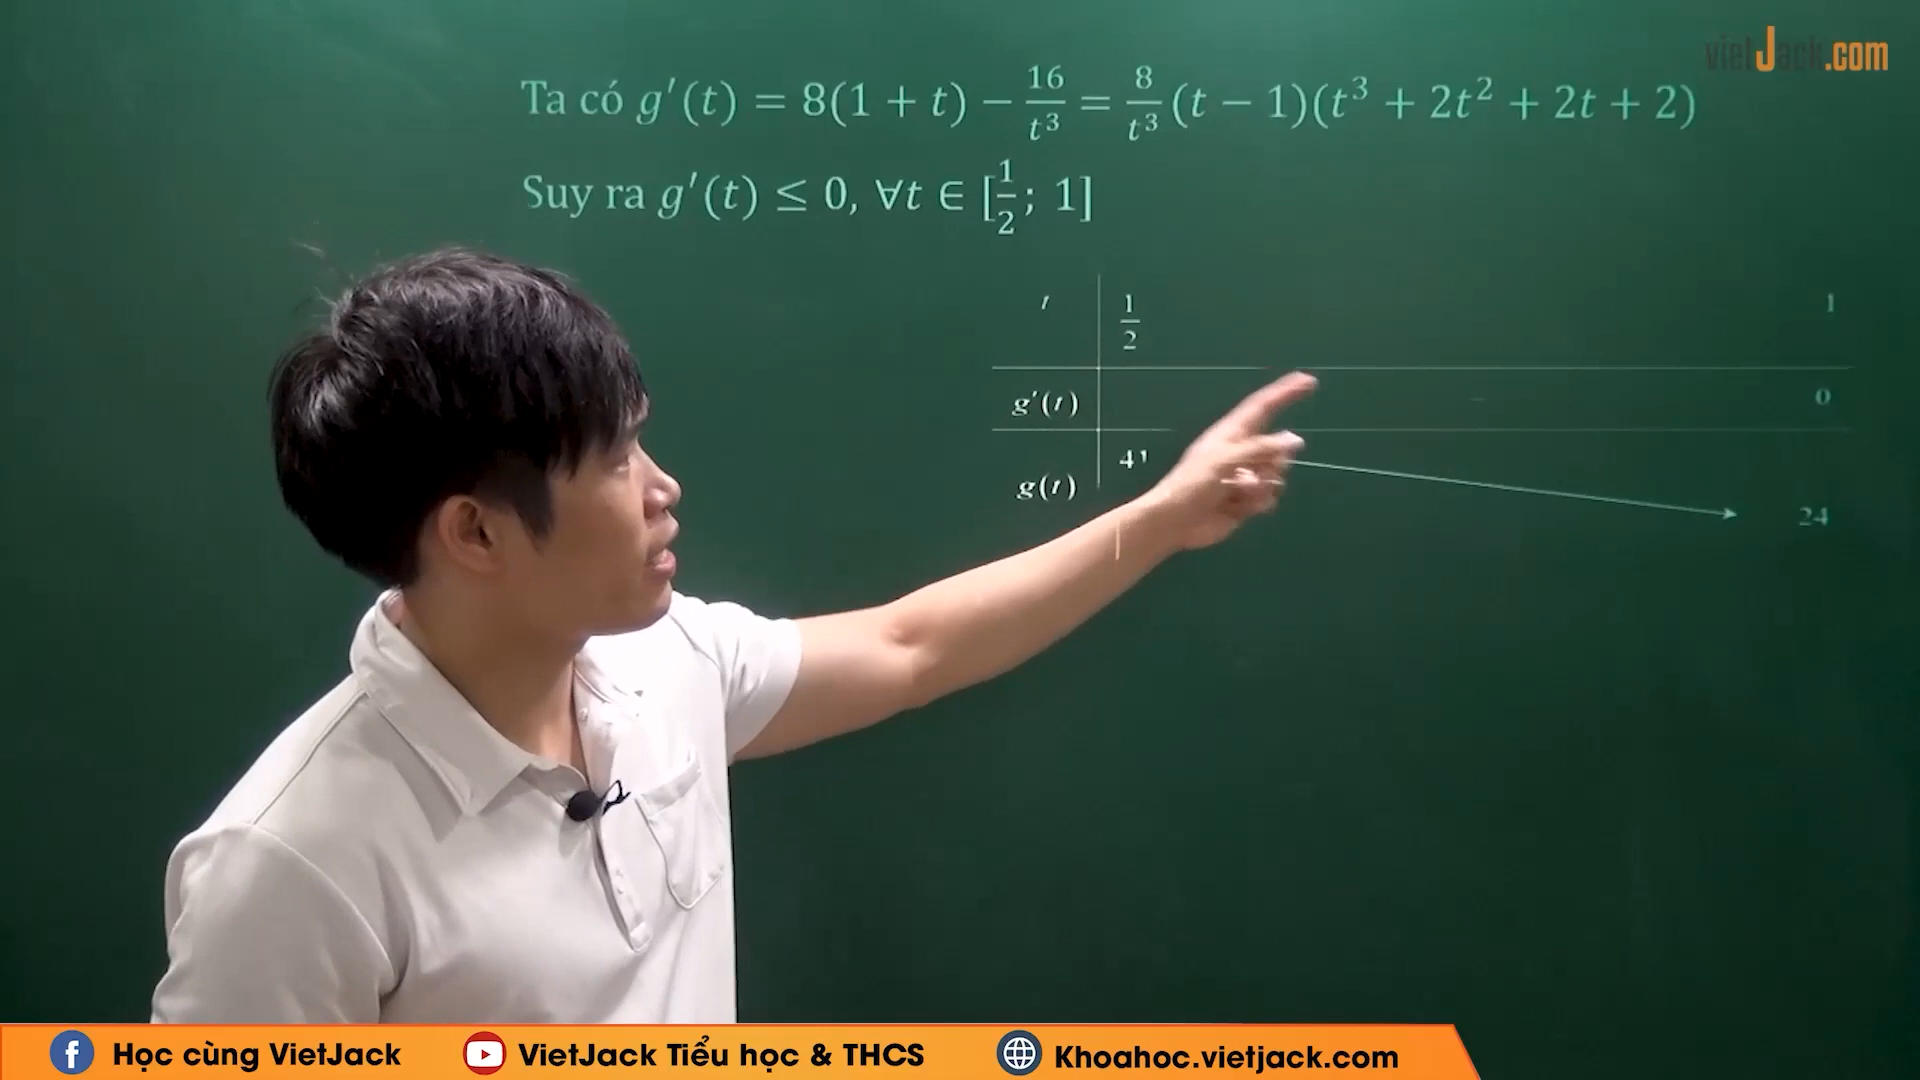 vietJack.com
Ta có g′(t) = 8(1 + t) − 16/t³ = 8/t³ (t − 1)(t³ + 2t² + 2t + 2)
Suy ra g′(t) ≤ 0, ∀t ∈ [1/2; 1]
t 1/2 1
g′(t) − 0
g(t) 24
Học cùng VietJack
VietJack Tiểu học & THCS
Khoahoc.vietjack.com